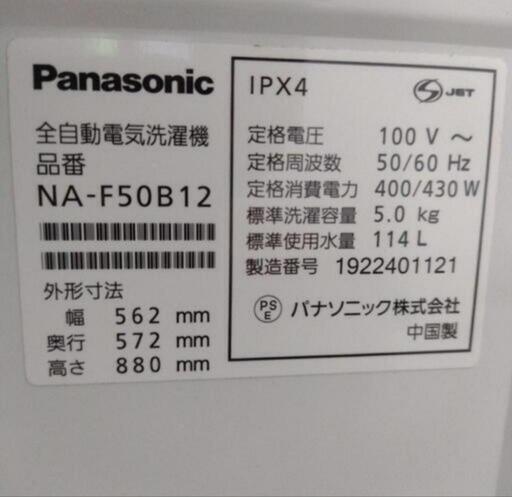 Panasonic
全自動電気洗濯機
品番
NA-F50B12
外形寸法
幅 562 mm
奥行 572 mm
高さ 880 mm
IPX4
S JET
定格電圧 100 V ～
定格周波数 50/60 Hz
定格消費電力 400/430 W
標準洗濯容量 5.0 kg
標準使用水量 114 L
製造番号 1922401121
PSE パナソニック株式会社
中国製